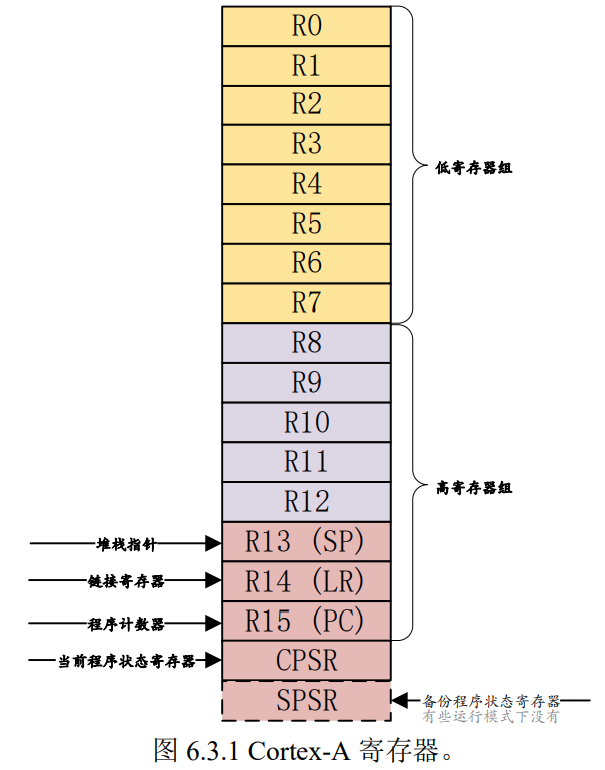 R0
R1
R2
R3
低寄存器组
R4
R5
R6
R7
R8
R9
R10
R11
高寄存器组
R12
堆栈指针
R13 (SP)
链接寄存器
R14 (LR)
程序计数器
R15 (PC)
当前程序状态寄存器
CPSR
SPSR
备份程序状态寄存器
有些运行模式下没有
图 6.3.1 Cortex-A 寄存器。